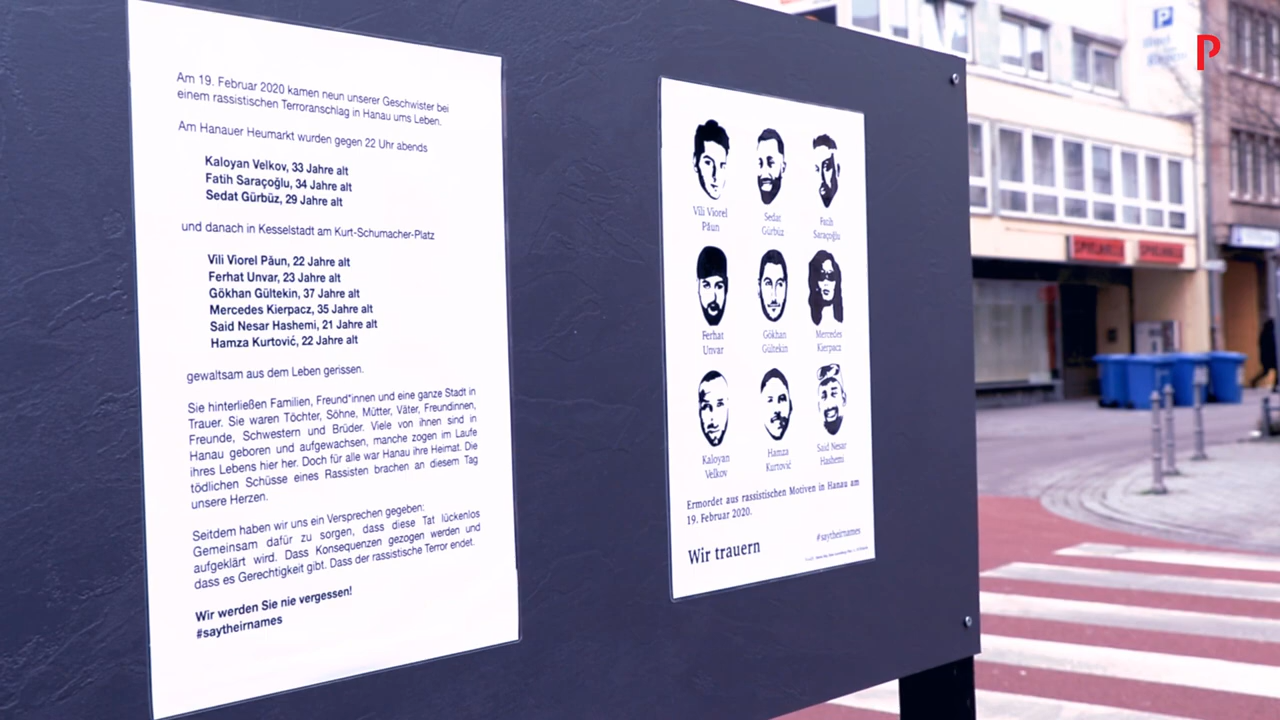 Am 19. Februar 2020 kamen neun unserer Geschwister bei
einem rassistischen Terroranschlag in Hanau ums Leben.
Am Hanauer Heumarkt wurden gegen 22 Uhr abends
Kaloyan Velkov, 33 Jahre alt
Fatih Saraçoğlu, 34 Jahre alt
Sedat Gürbüz, 29 Jahre alt
und danach in Kesselstadt am Kurt-Schumacher-Platz
Vili Viorel Păun, 22 Jahre alt
Ferhat Unvar, 23 Jahre alt
Gökhan Gültekin, 37 Jahre alt
Mercedes Kierpacz, 35 Jahre alt
Said Nesar Hashemi, 21 Jahre alt
Hamza Kurtović, 22 Jahre alt
gewaltsam aus dem Leben gerissen.
Sie hinterließen Familien, Freund*innen und eine ganze Stadt in
Trauer. Sie waren Töchter, Söhne, Mütter, Väter, Freundinnen,
Freunde, Schwestern und Brüder. Viele von ihnen sind in
Hanau geboren und aufgewachsen, manche zogen im Laufe
ihres Lebens hier her. Doch für alle war Hanau ihre Heimat. Die
tödlichen Schüsse eines Rassisten brachen an diesem Tag
unsere Herzen.
Seitdem haben wir uns ein Versprechen gegeben:
Gemeinsam dafür zu sorgen, dass diese Tat lückenlos
aufgeklärt wird. Dass Konsequenzen gezogen werden und
dass es Gerechtigkeit gibt. Dass der rassistische Terror endet.
Wir werden Sie nie vergessen!
#saytheirnames
Vili Viorel
Păun
Sedat
Gürbüz
Fatih
Saraçoğlu
Ferhat
Unvar
Gökhan
Gültekin
Mercedes
Kierpacz
Kaloyan
Velkov
Hamza
Kurtović
Said Nesar
Hashemi
Ermordet aus rassistischen Motiven in Hanau am
19. Februar 2020.
#saytheirnames
Wir trauern
P
SPIELHALLE
SPIELHALLE
P